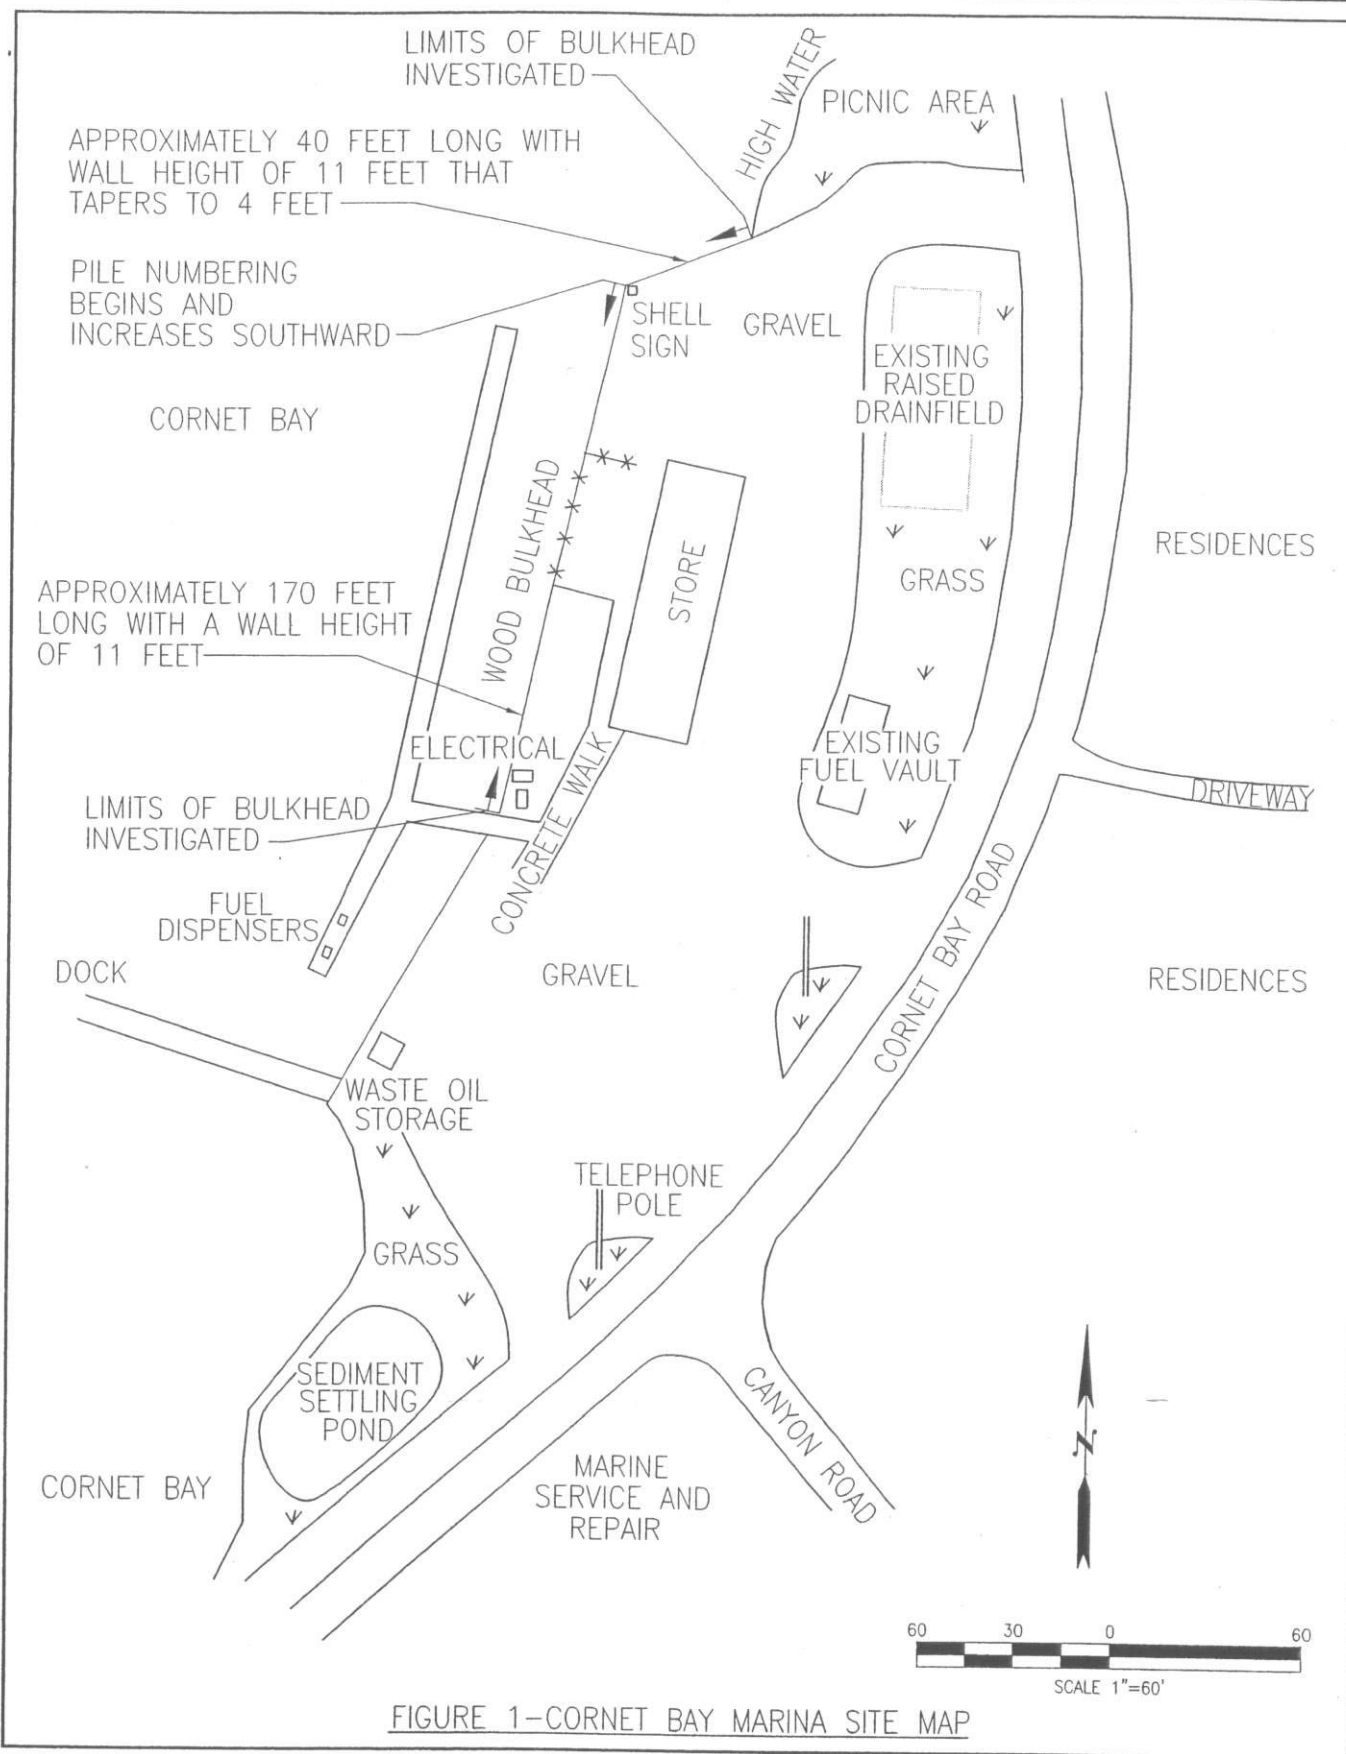 LIMITS OF BULKHEAD
INVESTIGATED
HIGH WATER
PICNIC AREA
APPROXIMATELY 40 FEET LONG WITH
WALL HEIGHT OF 11 FEET THAT
TAPERS TO 4 FEET
PILE NUMBERING
BEGINS AND
INCREASES SOUTHWARD
SHELL
SIGN
GRAVEL
EXISTING
RAISED
DRAINFIELD
CORNET BAY
WOOD BULKHEAD
STORE
GRASS
RESIDENCES
APPROXIMATELY 170 FEET
LONG WITH A WALL HEIGHT
OF 11 FEET
ELECTRICAL
EXISTING
FUEL VAULT
DRIVEWAY
LIMITS OF BULKHEAD
INVESTIGATED
CONCRETE WALK
FUEL
DISPENSERS
DOCK
GRAVEL
CORNET BAY ROAD
RESIDENCES
WASTE OIL
STORAGE
TELEPHONE
POLE
GRASS
SEDIMENT
SETTLING
POND
CANYON ROAD
CORNET BAY
MARINE
SERVICE AND
REPAIR
N
60 30 0 60
SCALE 1"=60'
FIGURE 1-CORNET BAY MARINA SITE MAP